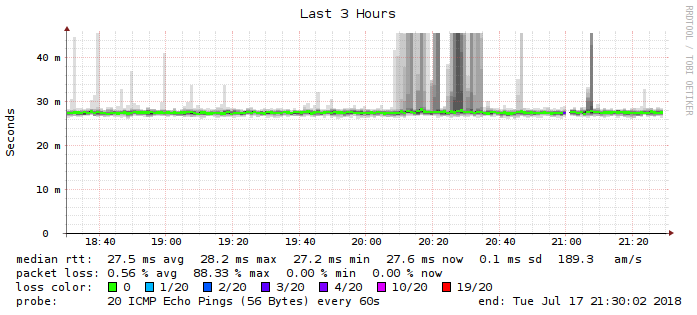 Last 3 Hours
RRDTOOL / TOBI OETIKER
Seconds
40 m
30 m
20 m
10 m
0
18:40 19:00 19:20 19:40 20:00 20:20 20:40 21:00 21:20
median rtt: 27.5 ms avg 28.2 ms max 27.2 ms min 27.6 ms now 0.1 ms sd 189.3 am/s
packet loss: 0.56 % avg 88.33 % max 0.00 % min 0.00 % now
loss color: 0 1/20 2/20 3/20 4/20 10/20 19/20
probe: 20 ICMP Echo Pings (56 Bytes) every 60s end: Tue Jul 17 21:30:02 2018